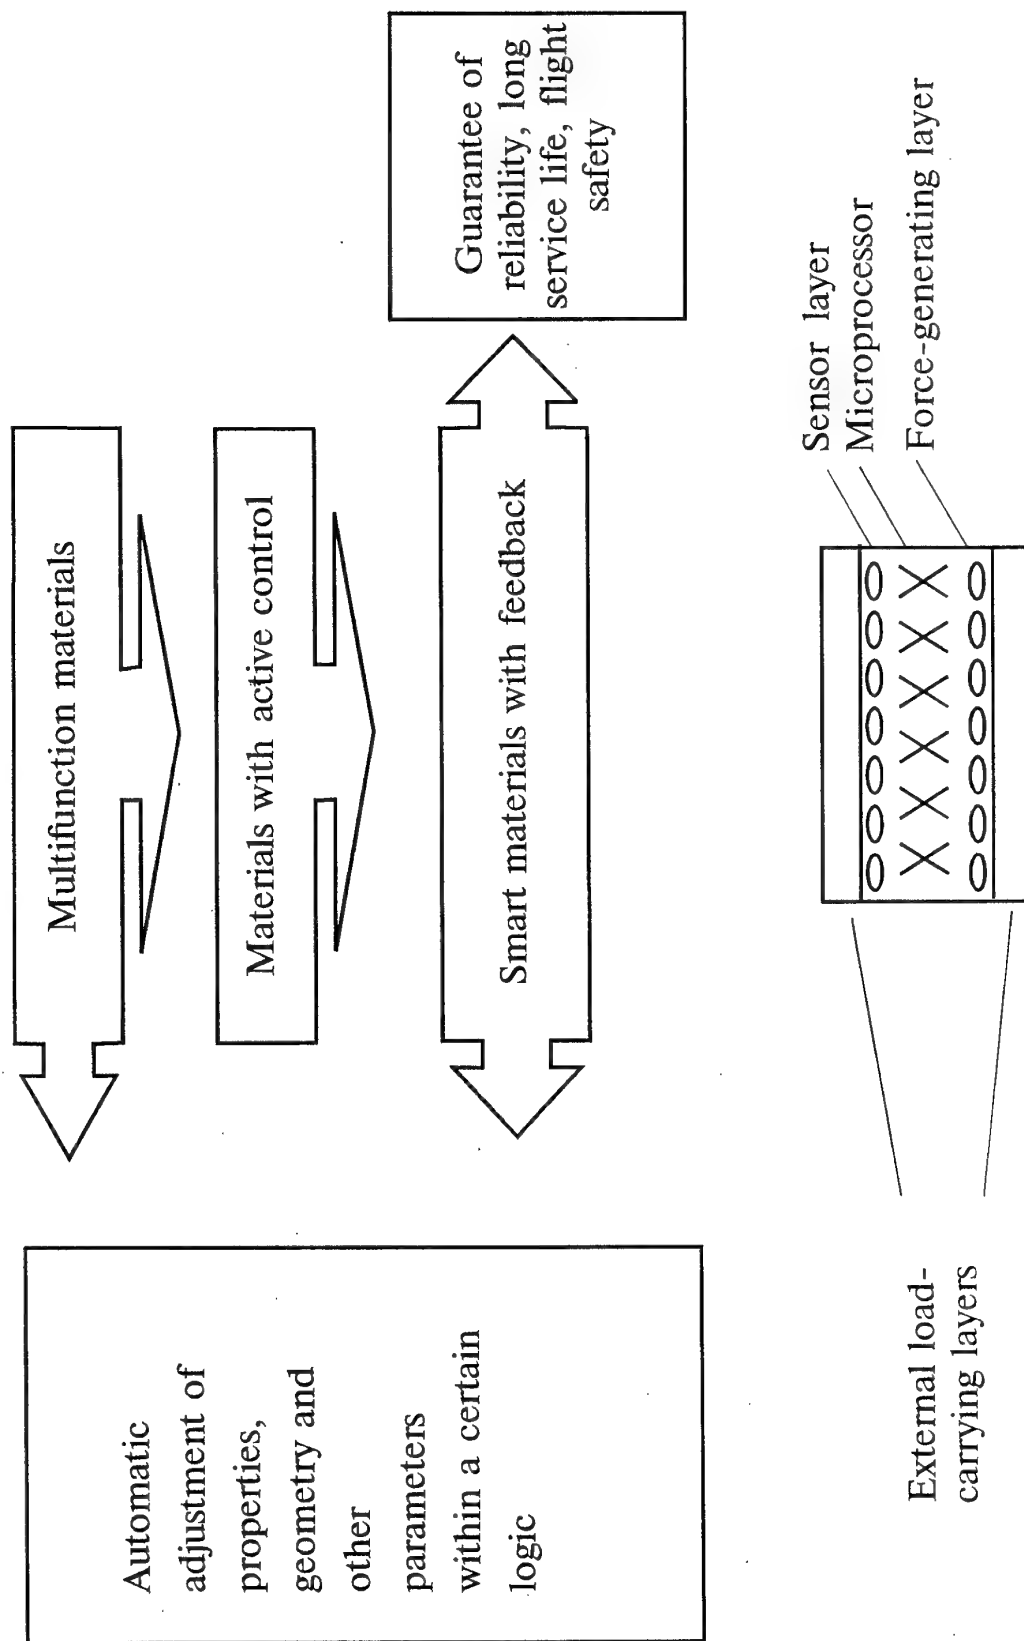 Automatic
adjustment of
properties,
geometry and
other
parameters
within a certain
logic
Multifunction materials
Materials with active control
Smart materials with feedback
Guarantee of
reliability, long
service life, flight
safety
External load-
carrying layers
Sensor layer
Microprocessor
Force-generating layer